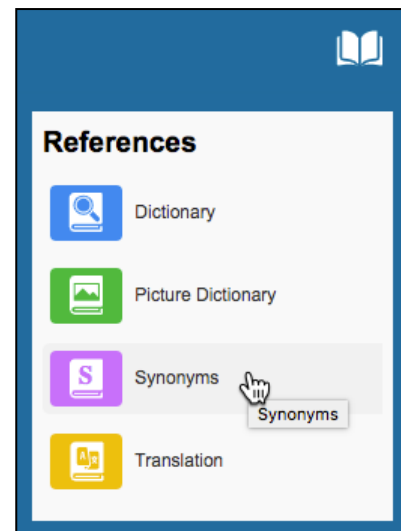 References
Dictionary
Picture Dictionary
S
Synonyms
Synonyms
A
Translation